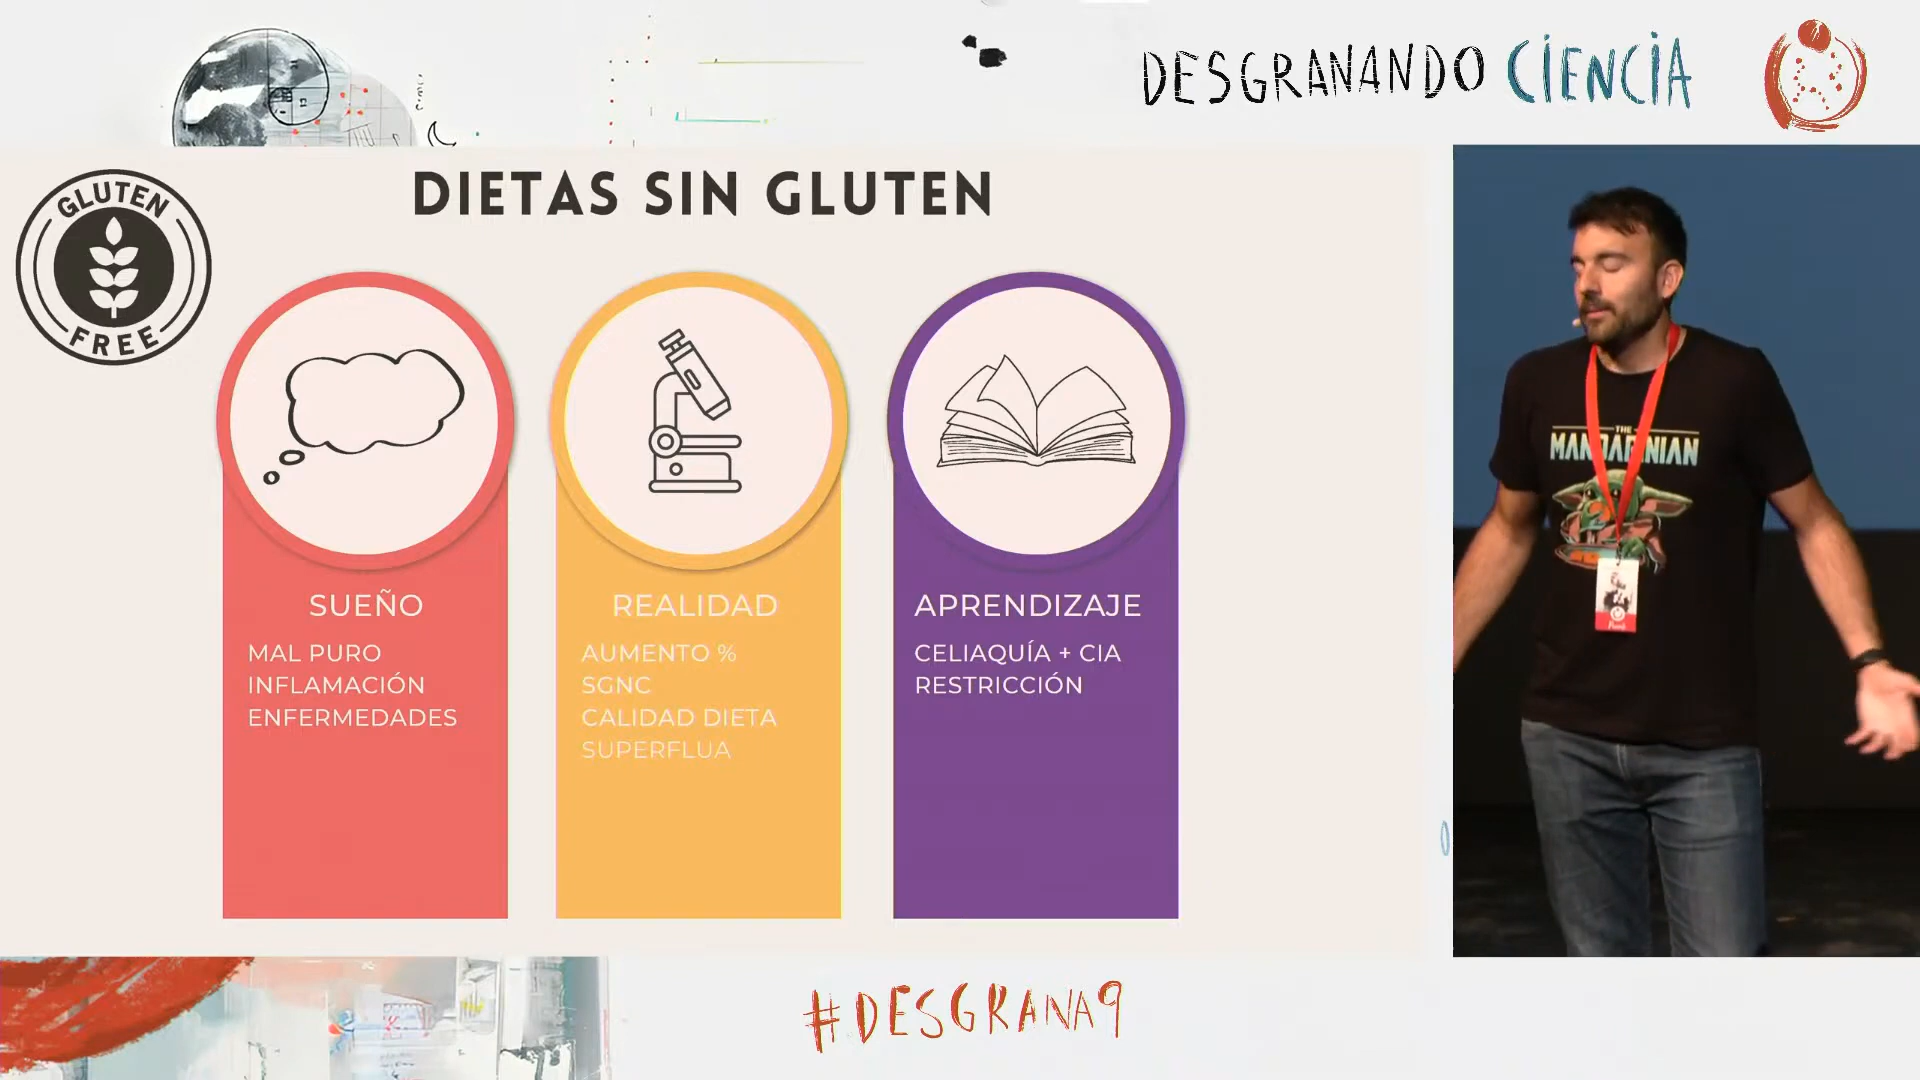 DESGRANANDO CIENCIA
GLUTEN
FREE
DIETAS SIN GLUTEN
SUEÑO
MAL PURO
INFLAMACIÓN
ENFERMEDADES
REALIDAD
AUMENTO %
SGNC
CALIDAD DIETA
SUPERFLUA
APRENDIZAJE
CELIAQUÍA + CIA
RESTRICCIÓN
THE
#DESGRANA9